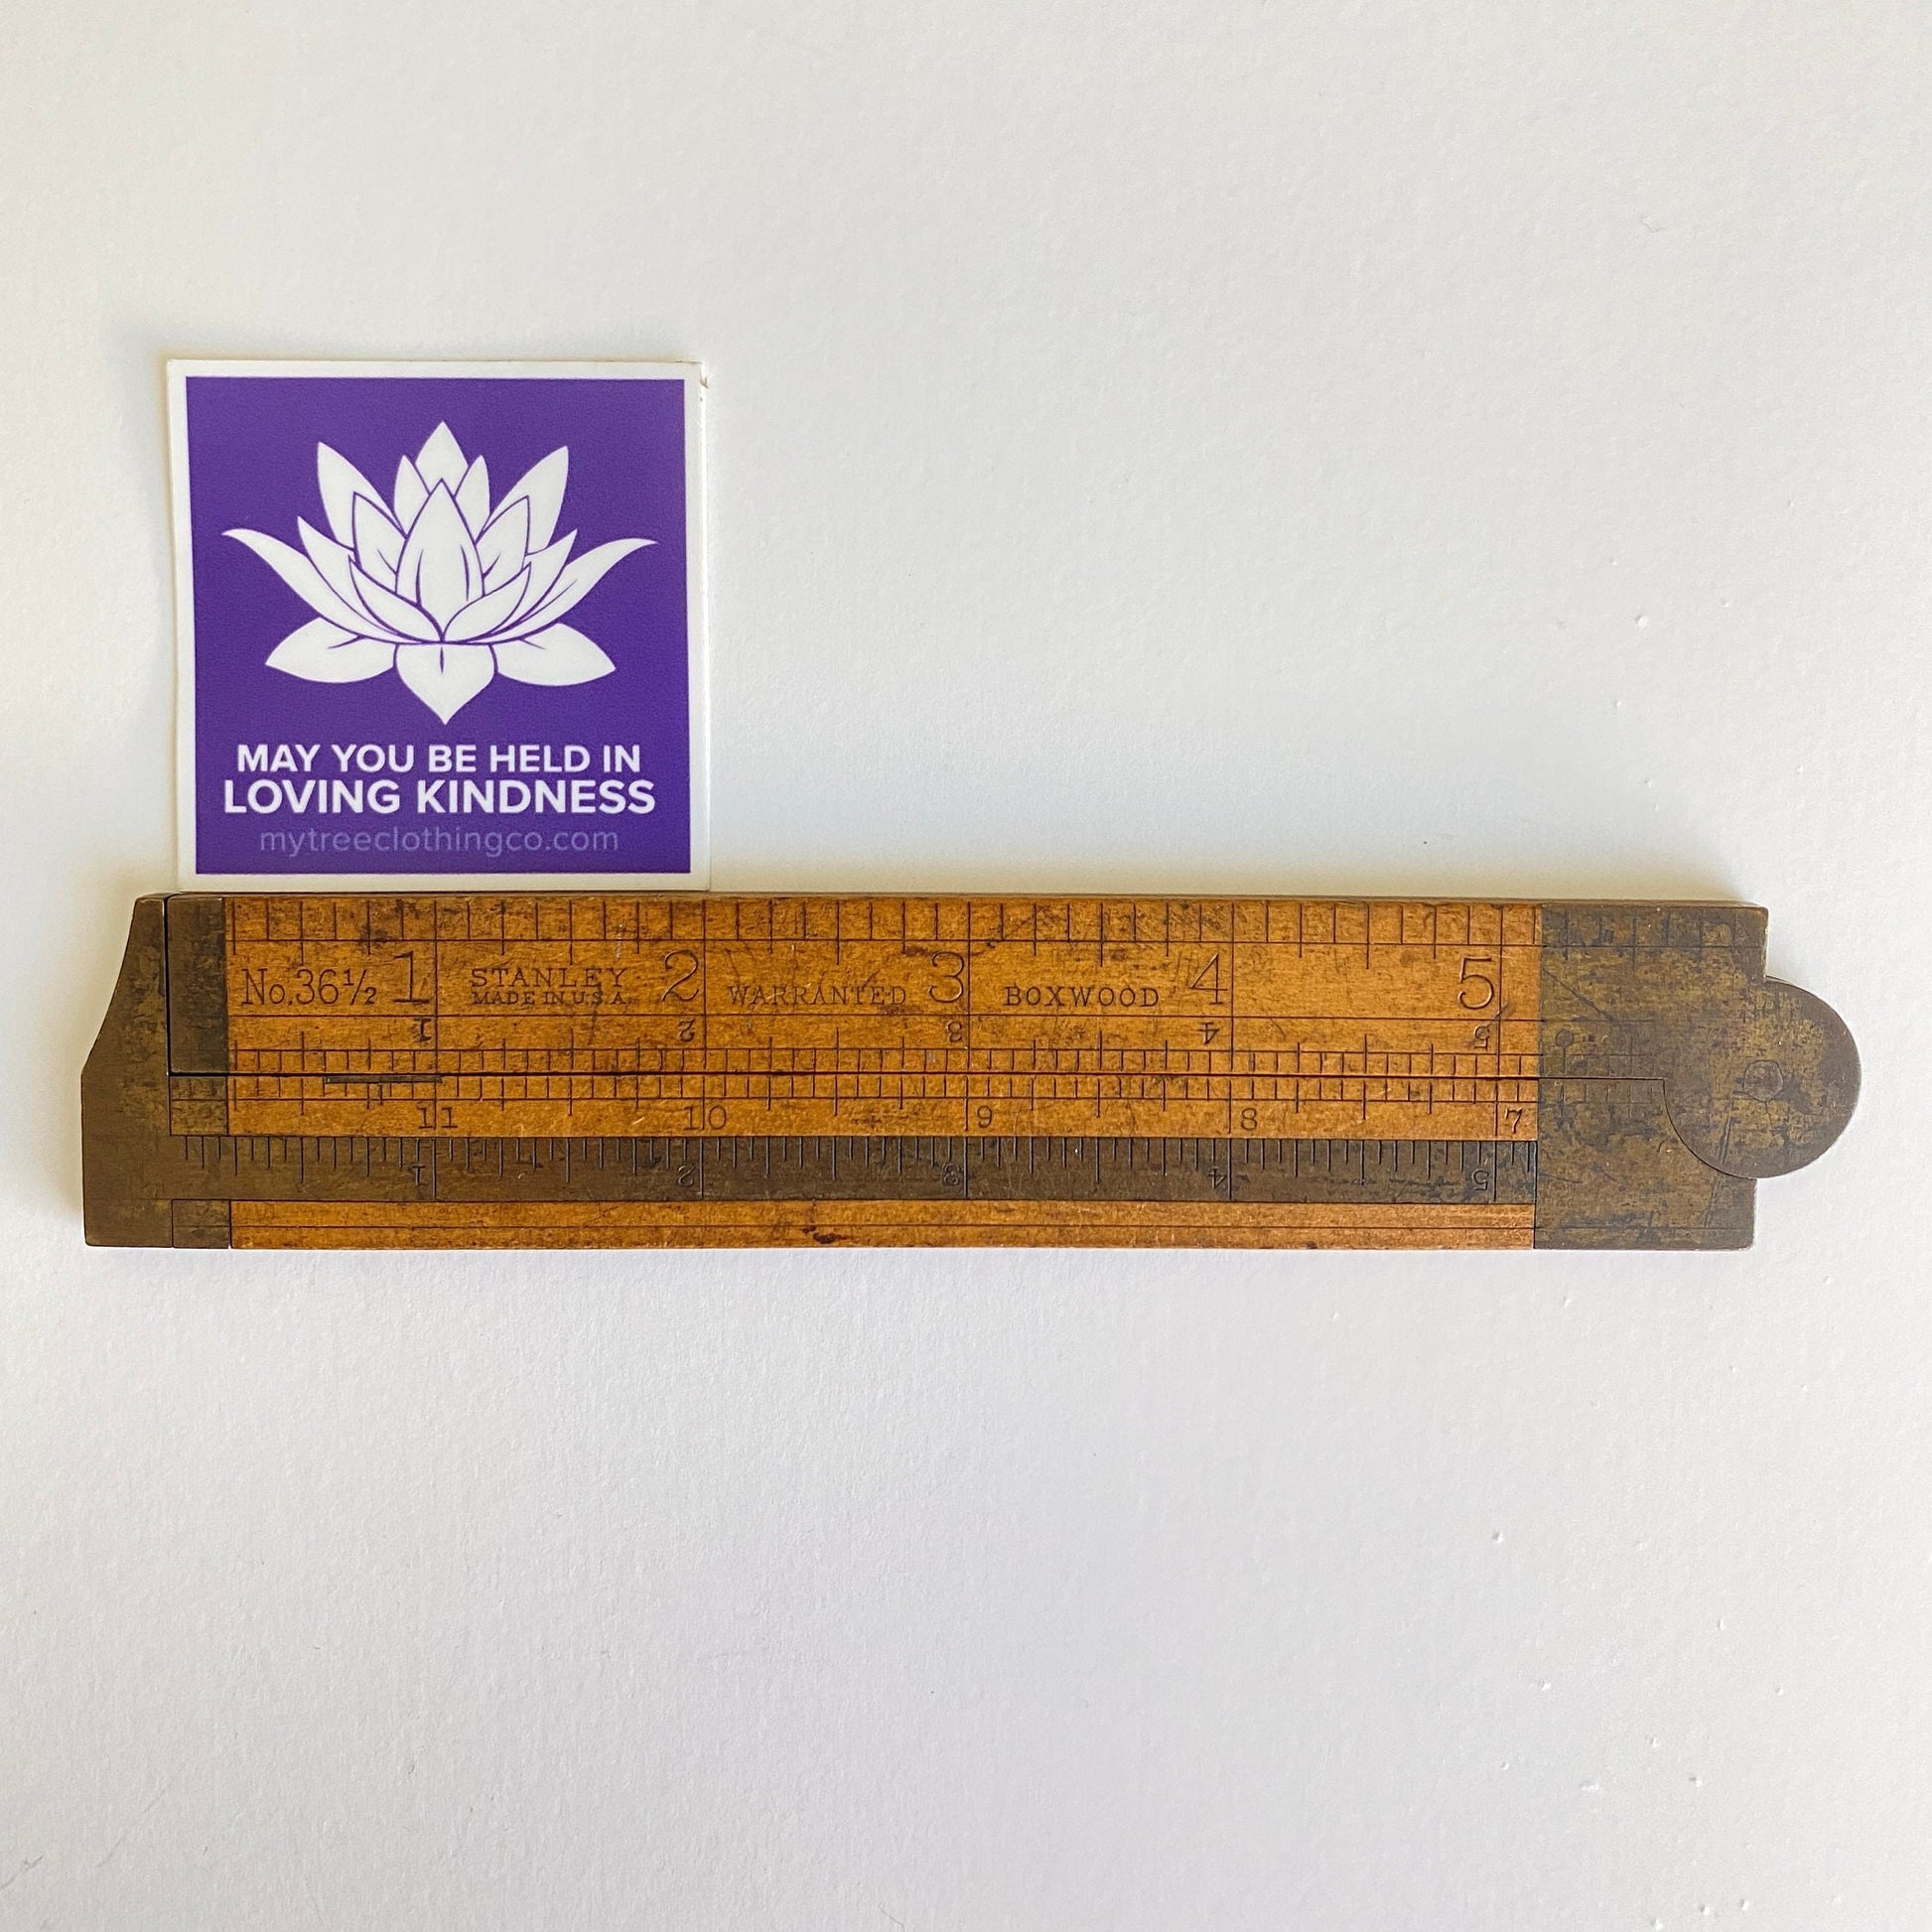 MAY YOU BE HELD IN
LOVING KINDNESS
mytreeclothingco.com
No. 36½ 1 STANLEY 2 WARRANTED 3 BOXWOOD 4 5
MADE IN U.S.A.
1 2 3 4 5
11 10 9 8 7
1 2 3 4 5